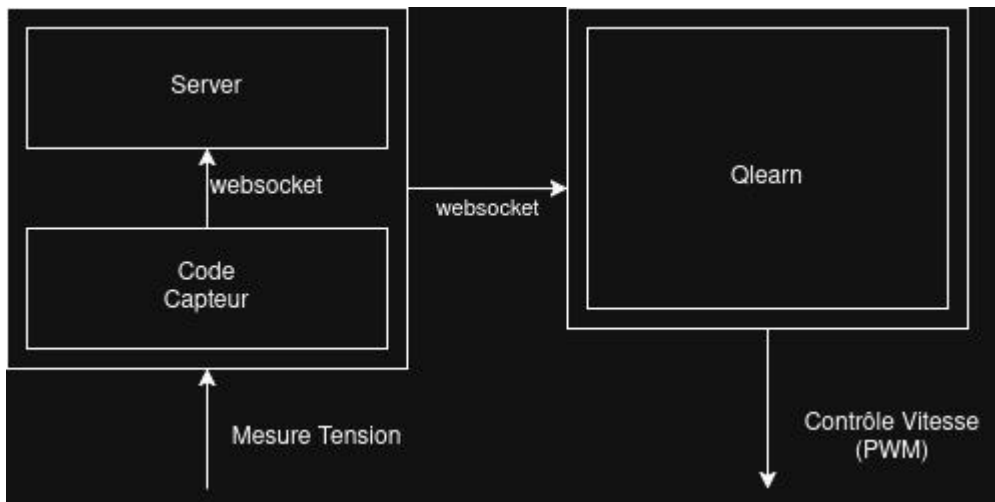 Server
websocket
Code
Capteur
Mesure Tension
websocket
Qlearn
Contrôle Vitesse
(PWM)